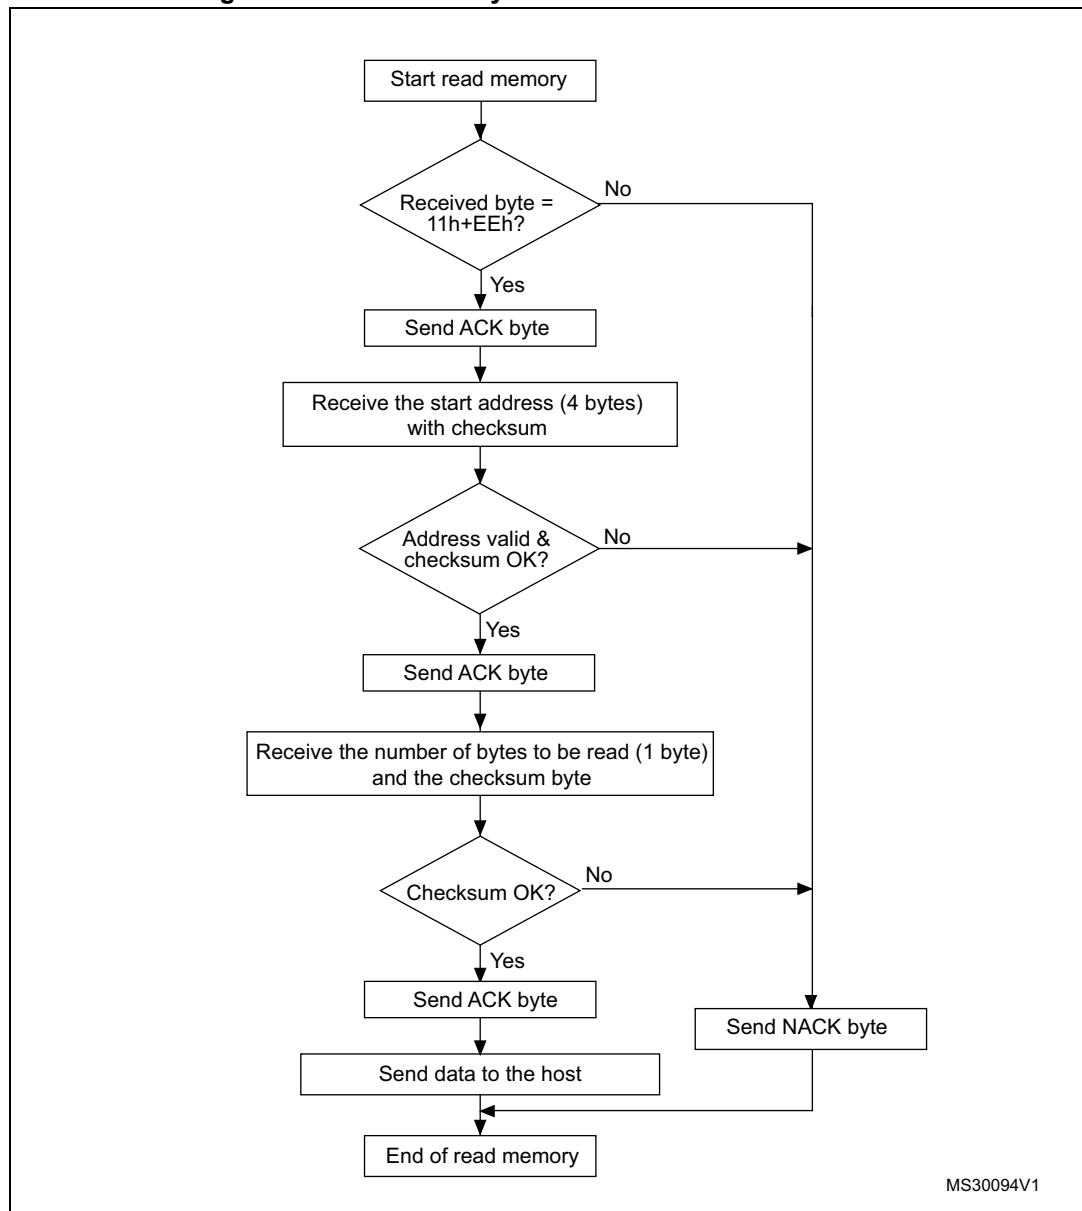 Start read memory
Received byte =
11h+EEh?
No
Yes
Send ACK byte
Receive the start address (4 bytes)
with checksum
Address valid &
checksum OK?
No
Yes
Send ACK byte
Receive the number of bytes to be read (1 byte)
and the checksum byte
Checksum OK?
No
Yes
Send ACK byte
Send NACK byte
Send data to the host
End of read memory
MS30094V1